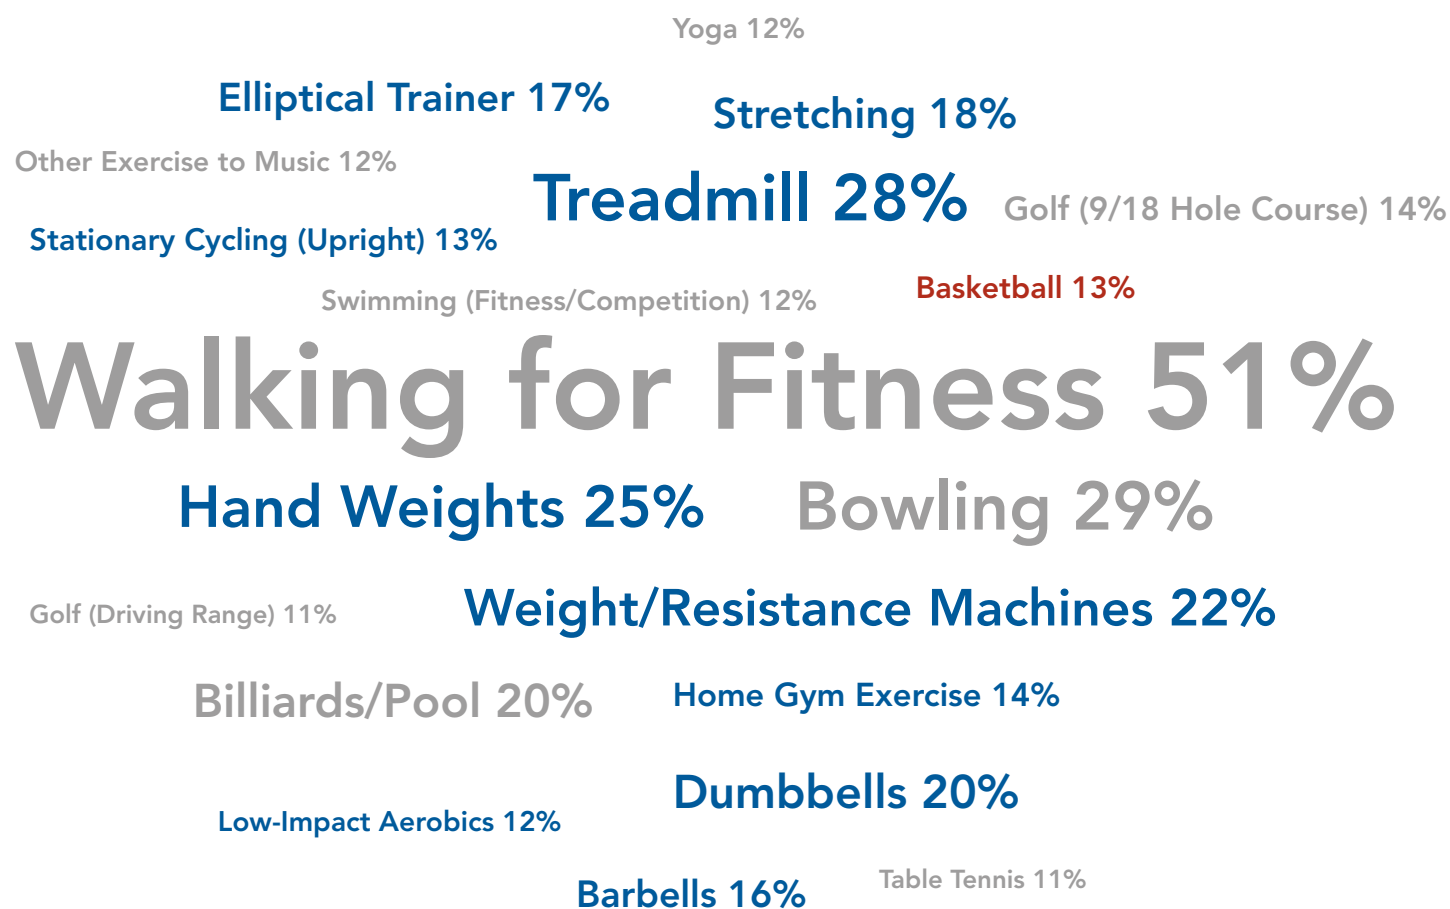 Yoga 12%
Elliptical Trainer 17%
Stretching 18%
Other Exercise to Music 12%
Treadmill 28%
Golf (9/18 Hole Course) 14%
Stationary Cycling (Upright) 13%
Basketball 13%
Swimming (Fitness/Competition) 12%
Walking for Fitness 51%
Hand Weights 25%
Bowling 29%
Golf (Driving Range) 11%
Weight/Resistance Machines 22%
Billiards/Pool 20%
Home Gym Exercise 14%
Dumbbells 20%
Low-Impact Aerobics 12%
Barbells 16%
Table Tennis 11%